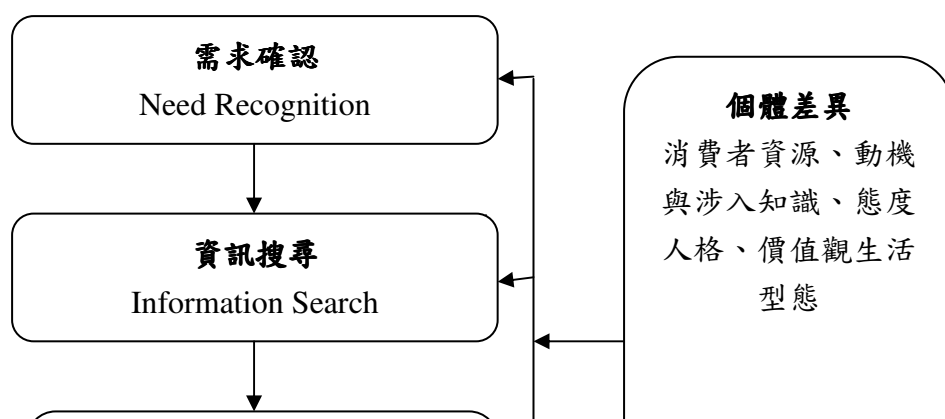 需求確認
Need Recognition
資訊搜尋
Information Search
個體差異
消費者資源、動機
與涉入知識、態度
人格、價值觀生活
型態